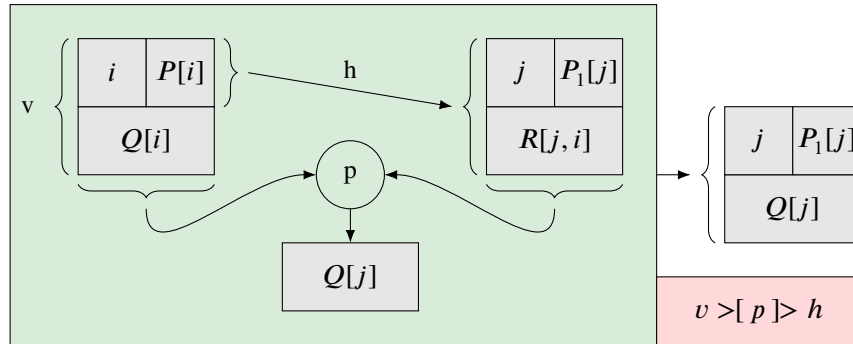 i P[i]
h
j P₁[j]
v
Q[i]
R[j, i]
j P₁[j]
p
Q[j]
Q[j]
v >[ p ]> h